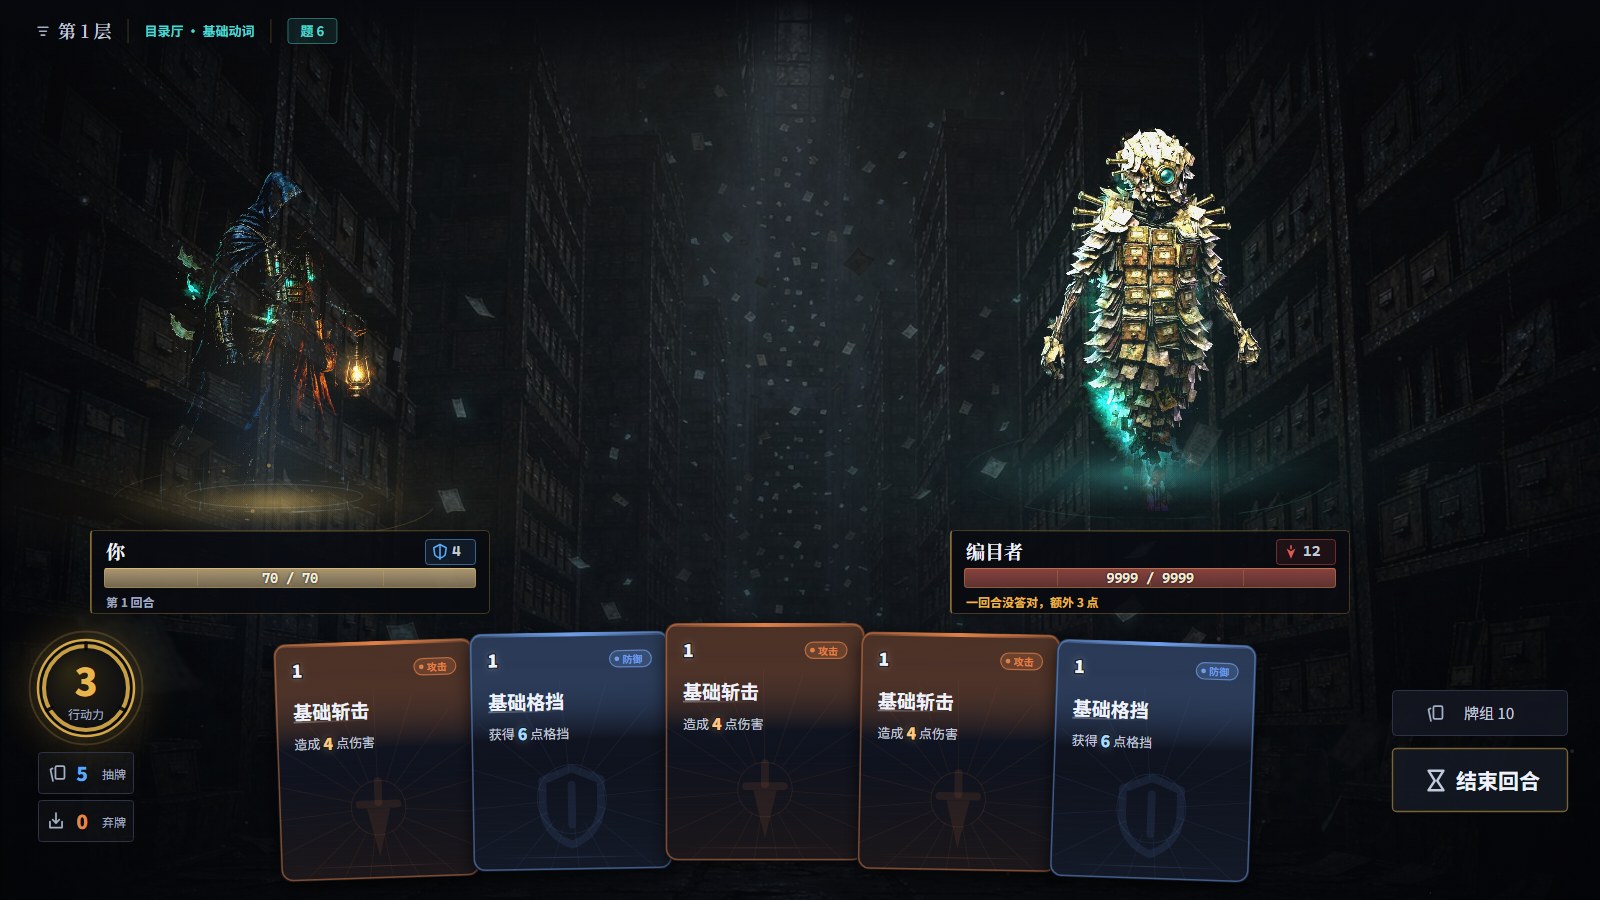 第 1 层
目录厅 · 基础动词
题 6
你
4
70 / 70
第 1 回合
编目者
12
9999 / 9999
一回合没答对，额外 3 点
3
行动力
5 抽牌
0 弃牌
1
攻击
基础斩击
造成 4 点伤害
1
防御
基础格挡
获得 6 点格挡
1
攻击
基础斩击
造成 4 点伤害
1
攻击
基础斩击
造成 4 点伤害
1
防御
基础格挡
获得 6 点格挡
牌组 10
结束回合